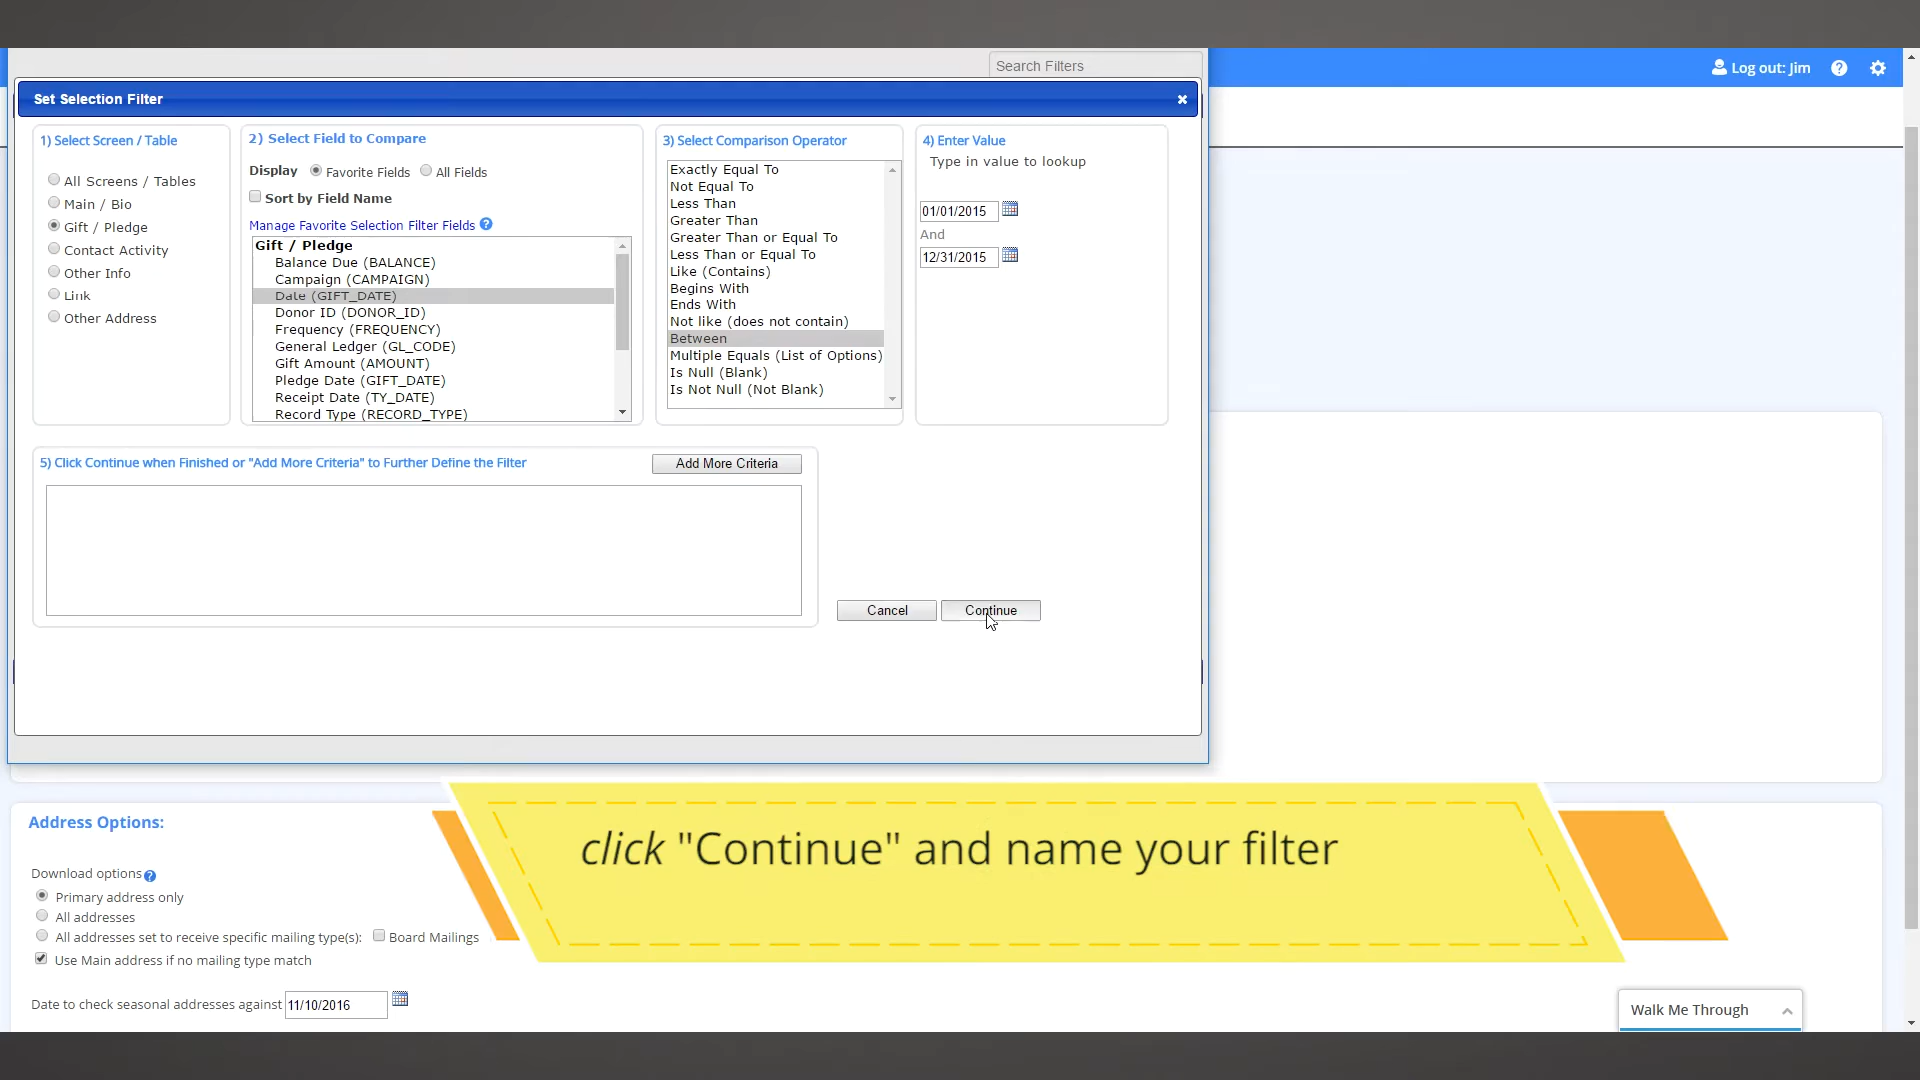 Search Filters
Log out: Jim
Set Selection Filter
1) Select Screen / Table
All Screens / Tables
Main / Bio
Gift / Pledge
Contact Activity
Other Info
Link
Other Address
2) Select Field to Compare
Display Favorite Fields All Fields
Sort by Field Name
Manage Favorite Selection Filter Fields
Gift / Pledge
Balance Due (BALANCE)
Campaign (CAMPAIGN)
Date (GIFT_DATE)
Donor ID (DONOR_ID)
Frequency (FREQUENCY)
General Ledger (GL_CODE)
Gift Amount (AMOUNT)
Pledge Date (GIFT_DATE)
Receipt Date (TY_DATE)
Record Type (RECORD_TYPE)
3) Select Comparison Operator
Exactly Equal To
Not Equal To
Less Than
Greater Than
Greater Than or Equal To
Less Than or Equal To
Like (Contains)
Begins With
Ends With
Not like (does not contain)
Between
Multiple Equals (List of Options)
Is Null (Blank)
Is Not Null (Not Blank)
4) Enter Value
Type in value to lookup
01/01/2015
And
12/31/2015
5) Click Continue when Finished or "Add More Criteria" to Further Define the Filter
Add More Criteria
Cancel
Continue
click "Continue" and name your filter
Address Options:
Download options
Primary address only
All addresses
All addresses set to receive specific mailing type(s): Board Mailings
Use Main address if no mailing type match
Date to check seasonal addresses against 11/10/2016
Walk Me Through